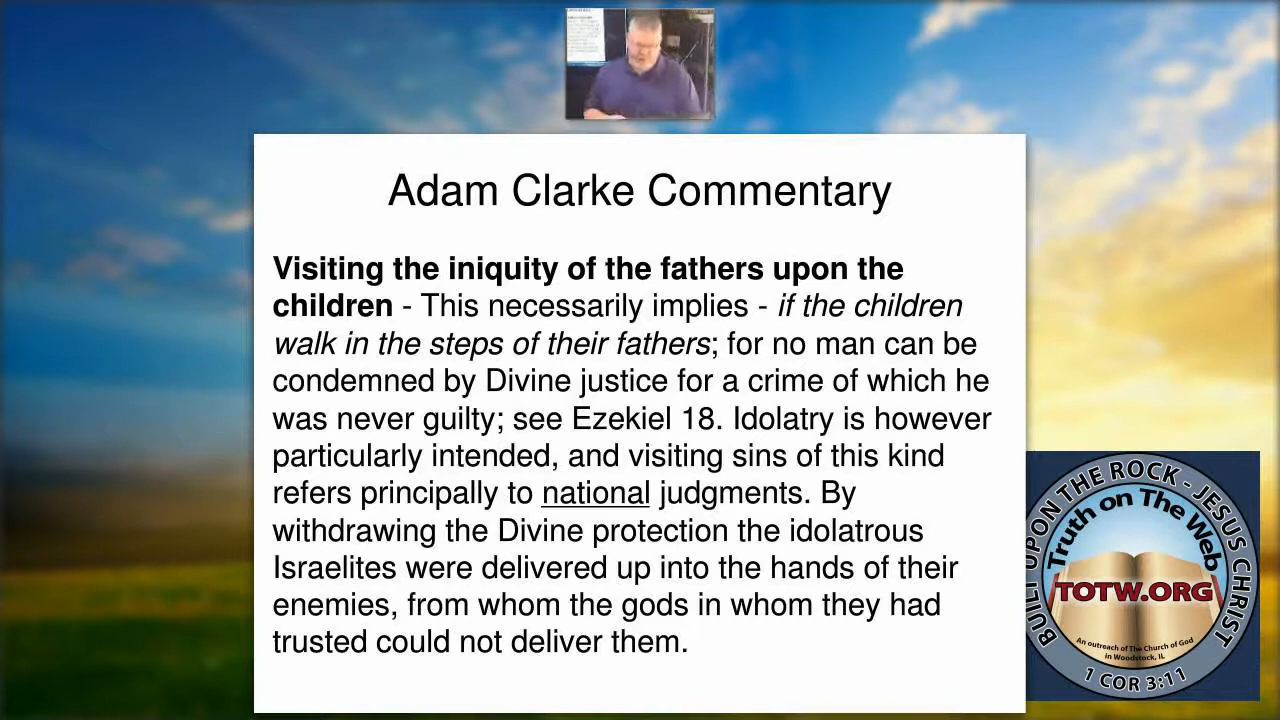 Adam Clarke Commentary
Visiting the iniquity of the fathers upon the
children - This necessarily implies - if the children
walk in the steps of their fathers; for no man can be
condemned by Divine justice for a crime of which he
was never guilty; see Ezekiel 18. Idolatry is however
particularly intended, and visiting sins of this kind
refers principally to national judgments. By
withdrawing the Divine protection the idolatrous
Israelites were delivered up into the hands of their
enemies, from whom the gods in whom they had
trusted could not deliver them.
BUILT UPON THE ROCK - JESUS CHRIST
Truth on The Web
TOTW.ORG
An outreach of The Church of God
in Woodstock, IL
1 COR 3:11